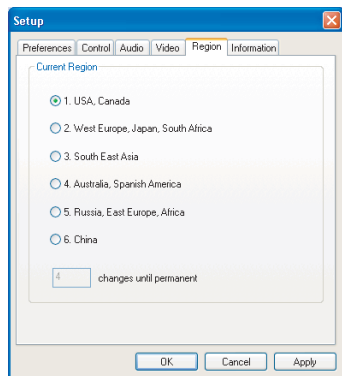 Setup
Preferences Control Audio Video Region Information
Current Region
1. USA, Canada
2. West Europe, Japan, South Africa
3. South East Asia
4. Australia, Spanish America
5. Russia, East Europe, Africa
6. China
4 changes until permanent
OK Cancel Apply